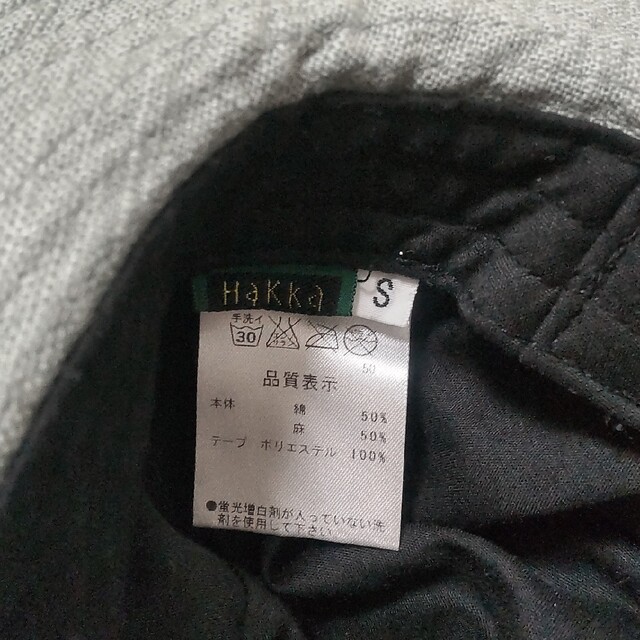 HaKKa
S
手洗イ
30
50
品質表示
本体 綿 50%
麻 50%
テープ ポリエステル 100%
●蛍光増白剤が入っていない洗
剤を使用して下さい